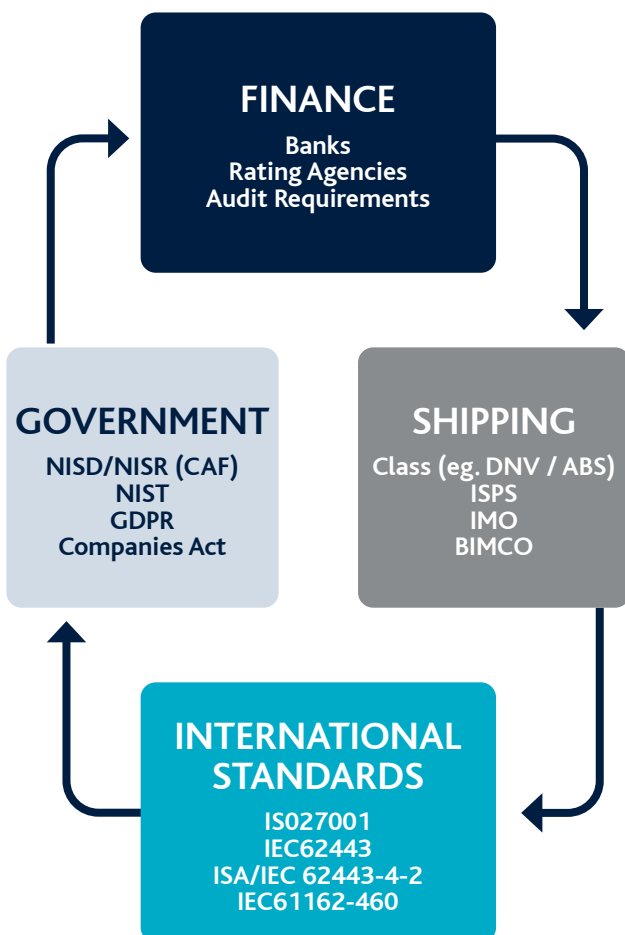 FINANCE
Banks
Rating Agencies
Audit Requirements
GOVERNMENT
NISD/NISR (CAF)
NIST
GDPR
Companies Act
SHIPPING
Class (eg. DNV / ABS)
ISPS
IMO
BIMCO
INTERNATIONAL
STANDARDS
IS027001
IEC62443
ISA/IEC 62443-4-2
IEC61162-460